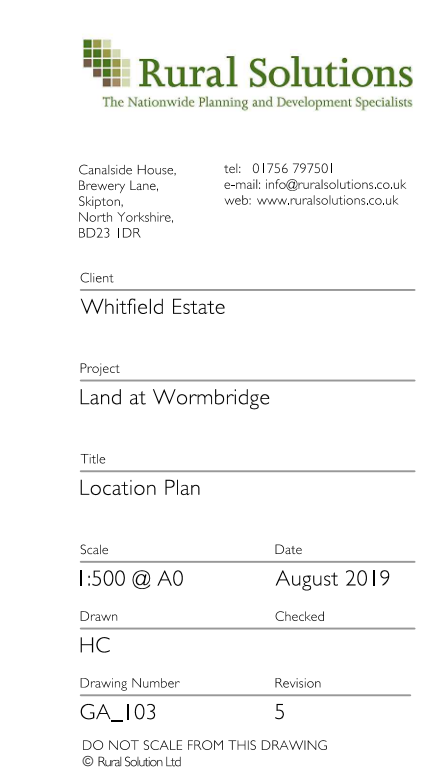 Rural Solutions
The Nationwide Planning and Development Specialists
Canalside House,
Brewery Lane,
Skipton,
North Yorkshire,
BD23 1DR
tel: 01756 797501
e-mail: info@ruralsolutions.co.uk
web: www.ruralsolutions.co.uk
Client
Whitfield Estate
Project
Land at Wormbridge
Title
Location Plan
Scale Date
1:500 @ A0 August 2019
Drawn Checked
HC
Drawing Number Revision
GA_103 5
DO NOT SCALE FROM THIS DRAWING
© Rural Solution Ltd